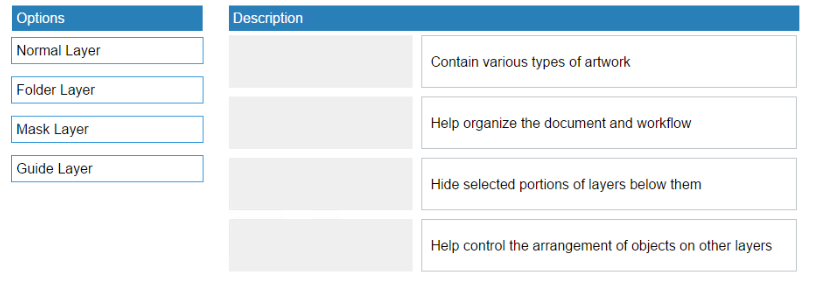 Options
Normal Layer
Folder Layer
Mask Layer
Guide Layer
Description
Contain various types of artwork
Help organize the document and workflow
Hide selected portions of layers below them
Help control the arrangement of objects on other layers